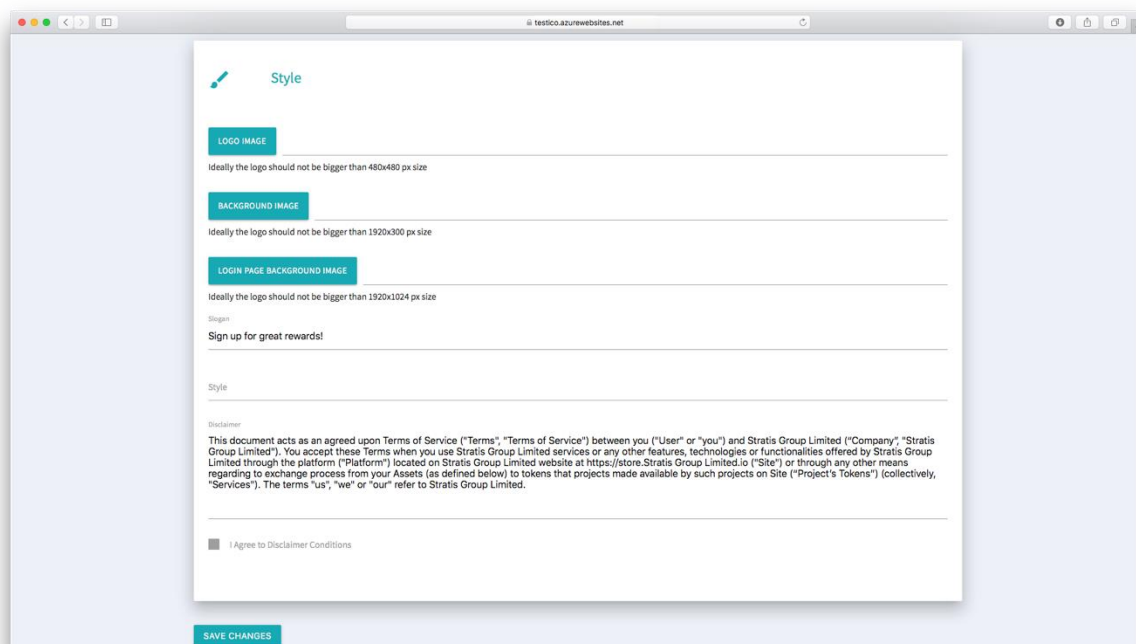 testico.azurewebsites.net
Style
LOGO IMAGE
Ideally the logo should not be bigger than 480x480 px size
BACKGROUND IMAGE
Ideally the logo should not be bigger than 1920x300 px size
LOGIN PAGE BACKGROUND IMAGE
Ideally the logo should not be bigger than 1920x1024 px size
Slogan
Sign up for great rewards!
Style
Disclaimer
This document acts as an agreed upon Terms of Service ("Terms", "Terms of Service") between you ("User" or "you") and Stratis Group Limited ("Company", "Stratis
Group Limited"). You accept these Terms when you use Stratis Group Limited services or any other features, technologies or functionalities offered by Stratis Group
Limited through the platform ("Platform") located on Stratis Group Limited website at https://store.Stratis Group Limited.io ("Site") or through any other means
regarding to exchange process from your Assets (as defined below) to tokens that projects made available by such projects on Site ("Project's Tokens") (collectively,
"Services"). The terms "us", "we" or "our" refer to Stratis Group Limited.
I Agree to Disclaimer Conditions
SAVE CHANGES